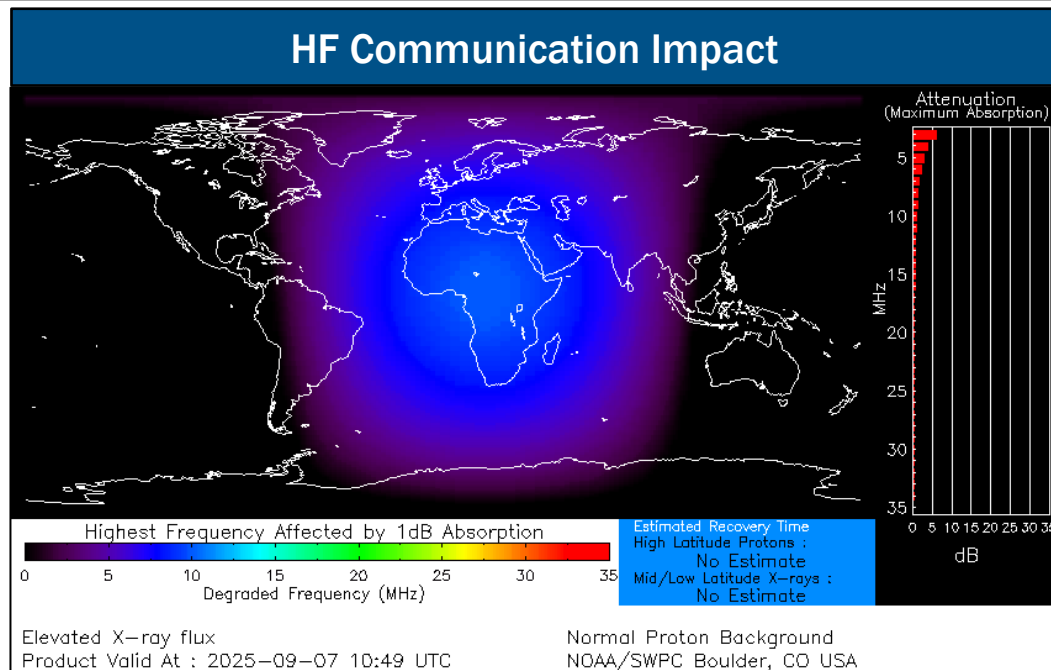 HF Communication Impact
Attenuation
(Maximum Absorption)
5
10
15
20
25
30
35
MHz
0 5 10 15 20 25 30 35
dB
Highest Frequency Affected by 1dB Absorption
0 5 10 15 20 25 30 35
Degraded Frequency (MHz)
Estimated Recovery Time
High Latitude Protons :
No Estimate
Mid/Low Latitude X-rays :
No Estimate
Elevated X-ray flux
Product Valid At : 2025-09-07 10:49 UTC
Normal Proton Background
NOAA/SWPC Boulder, CO USA